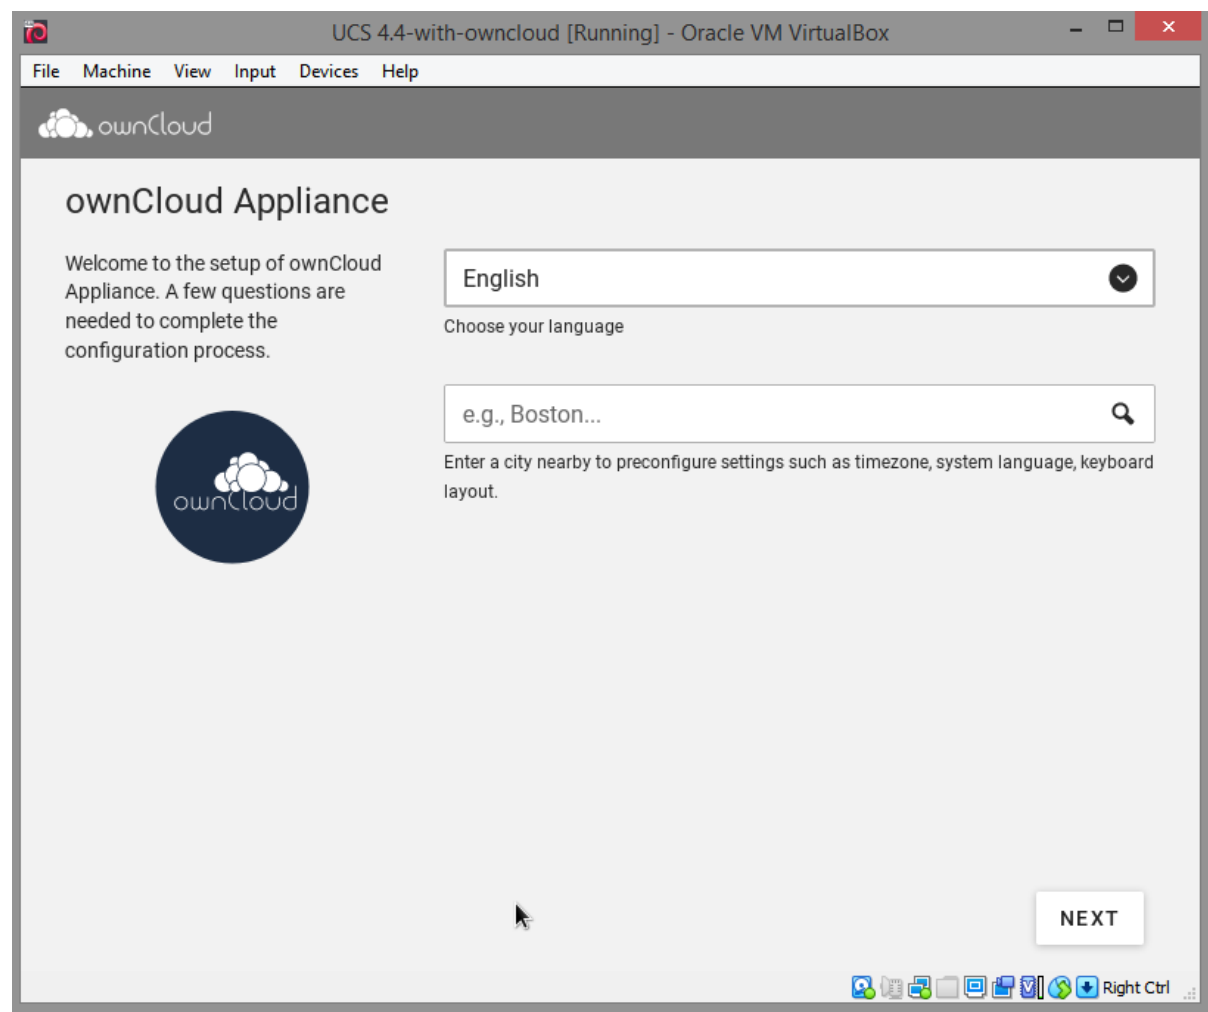 UCS 4.4-with-owncloud [Running] - Oracle VM VirtualBox
File Machine View Input Devices Help
ownCloud
ownCloud Appliance
Welcome to the setup of ownCloud
Appliance. A few questions are
needed to complete the
configuration process.
ownCloud
English
Choose your language
e.g., Boston...
Enter a city nearby to preconfigure settings such as timezone, system language, keyboard
layout.
NEXT
Right Ctrl